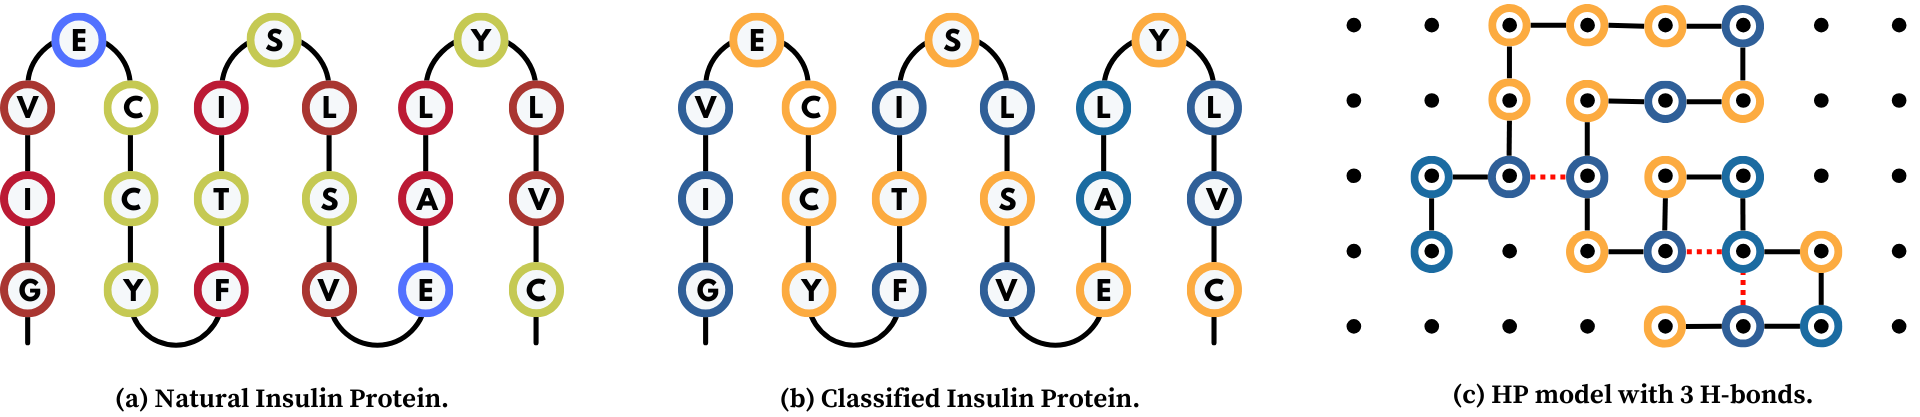 E S Y
V C I L L L
I C T S A V
G Y F V E C
(a) Natural Insulin Protein.
E S Y
V C I L L L
I C T S A V
G Y F V E C
(b) Classified Insulin Protein.
(c) HP model with 3 H-bonds.